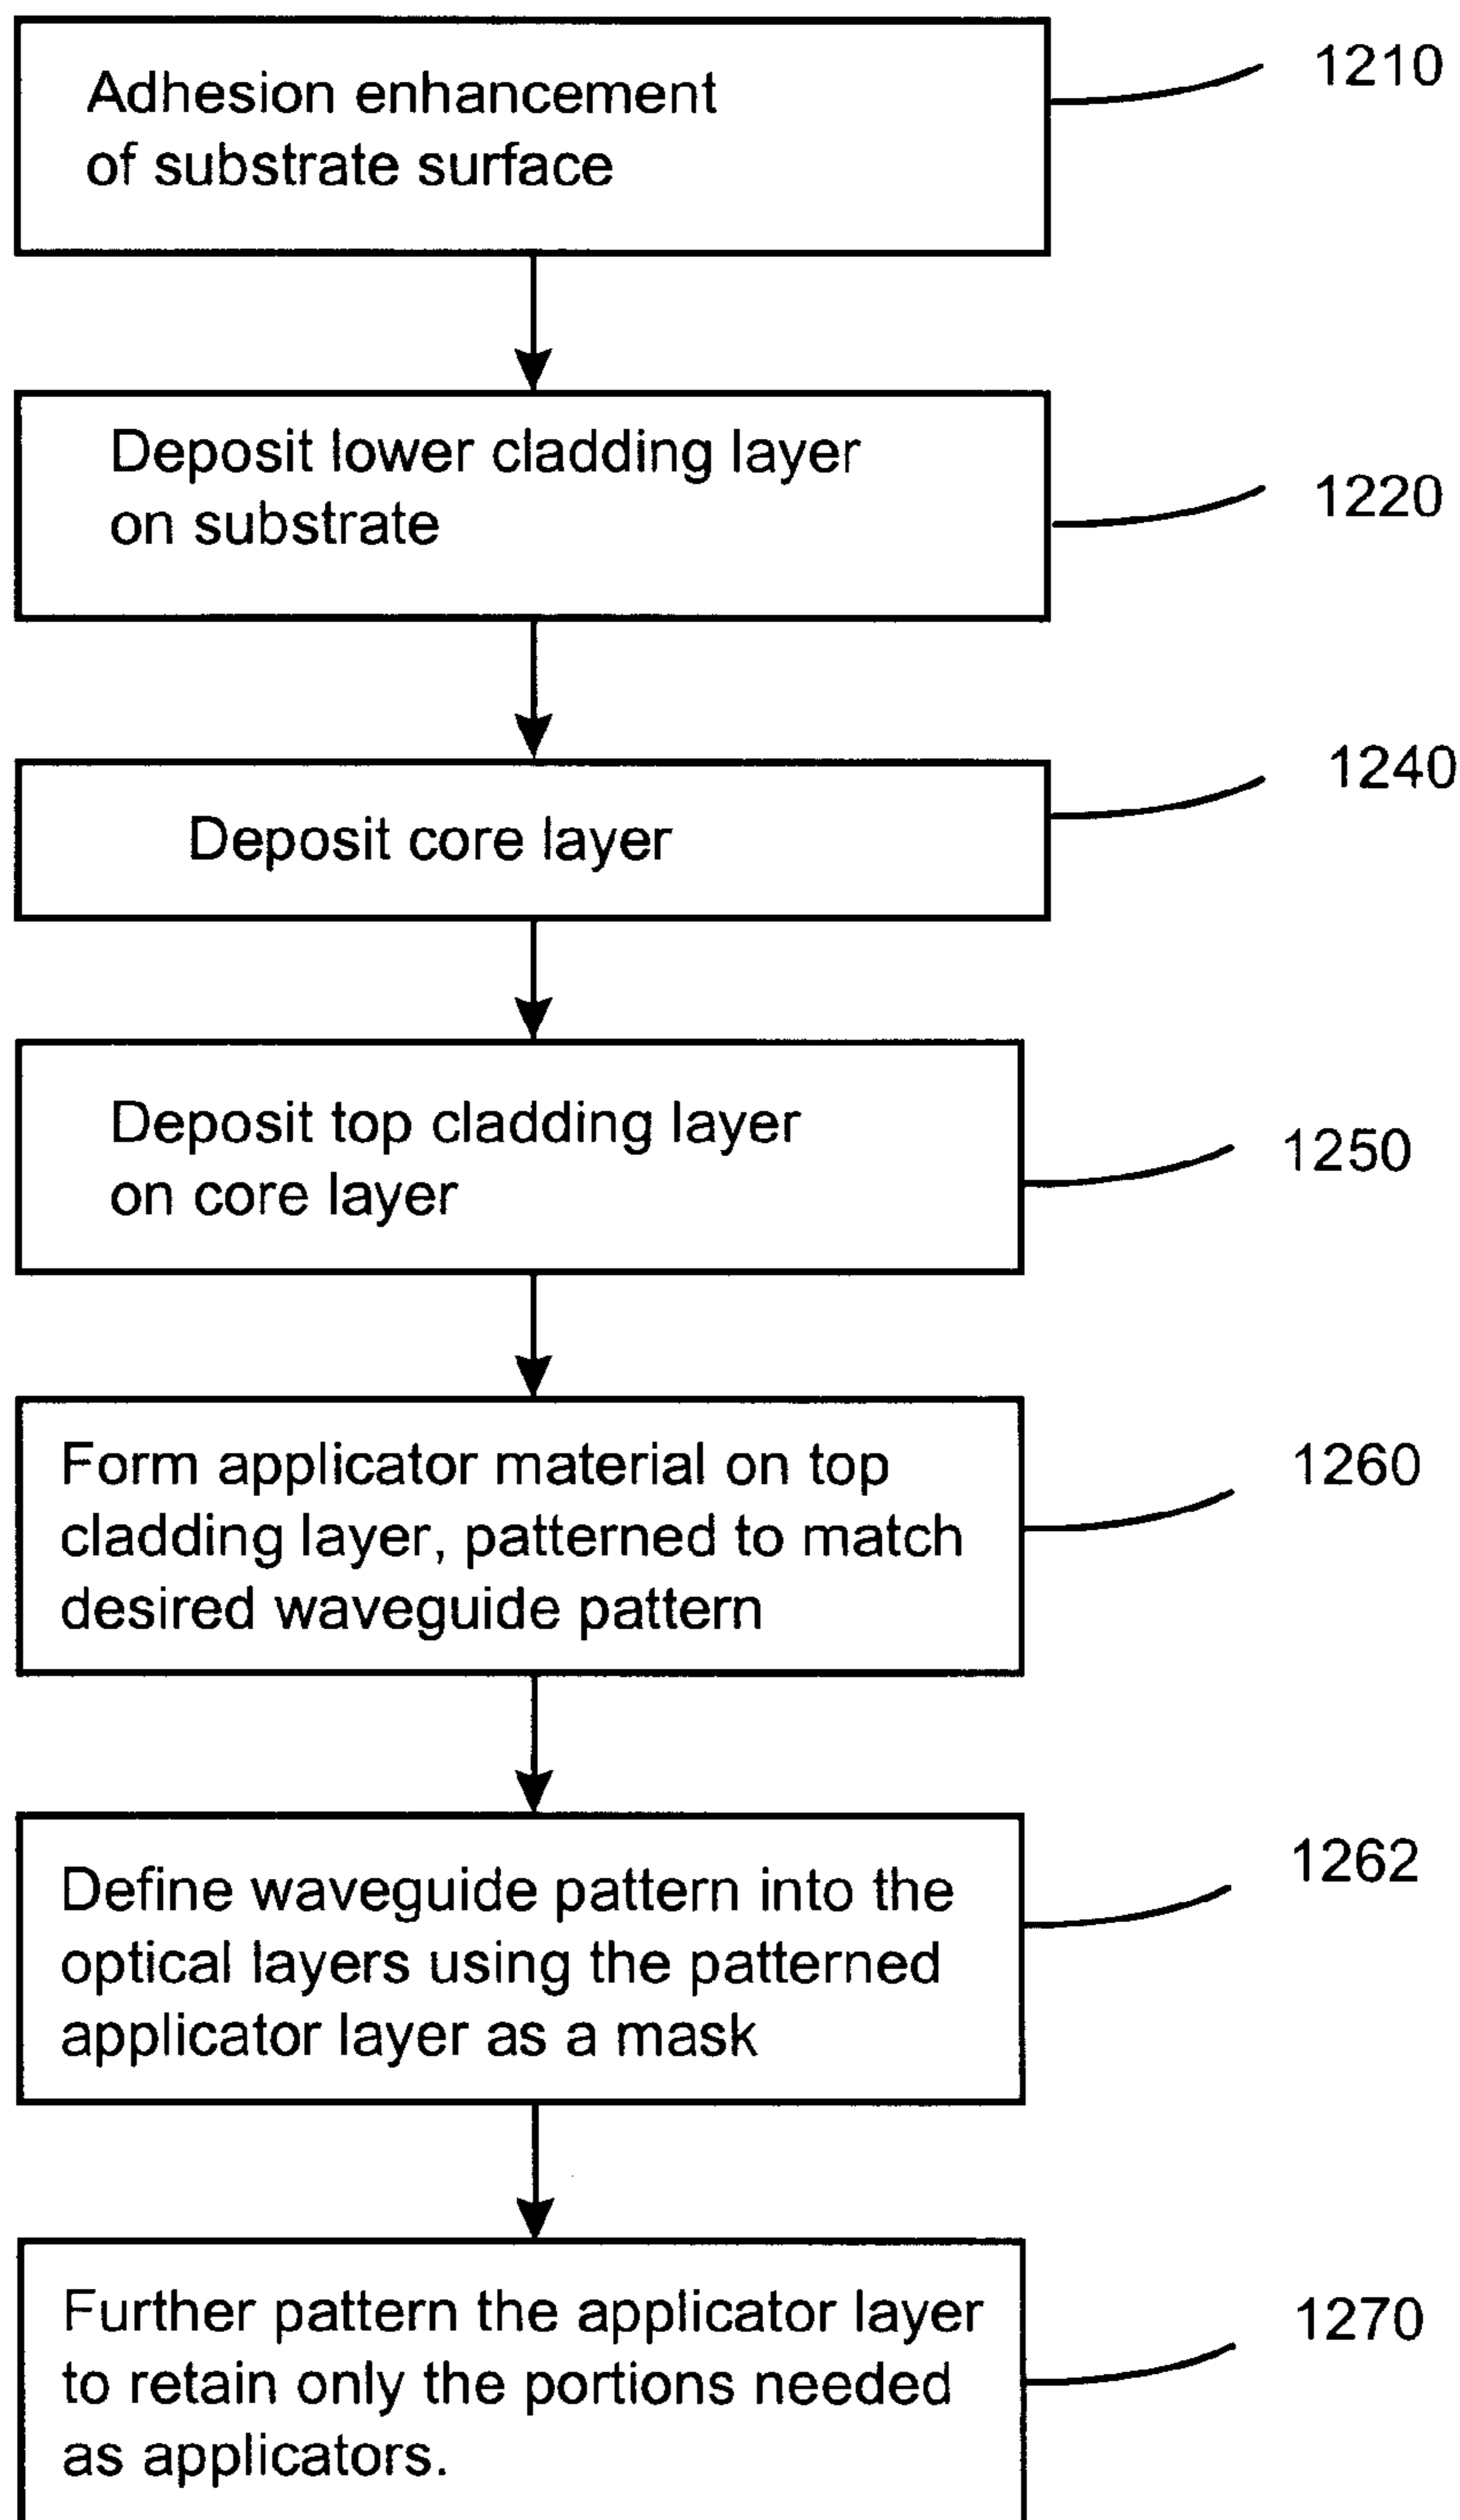 Adhesion enhancement
of substrate surface
1210
Deposit lower cladding layer
on substrate
1220
Deposit core layer
1240
Deposit top cladding layer
on core layer
1250
Form applicator material on top
cladding layer, patterned to match
desired waveguide pattern
1260
Define waveguide pattern into the
optical layers using the patterned
applicator layer as a mask
1262
Further pattern the applicator layer
to retain only the portions needed
as applicators.
1270